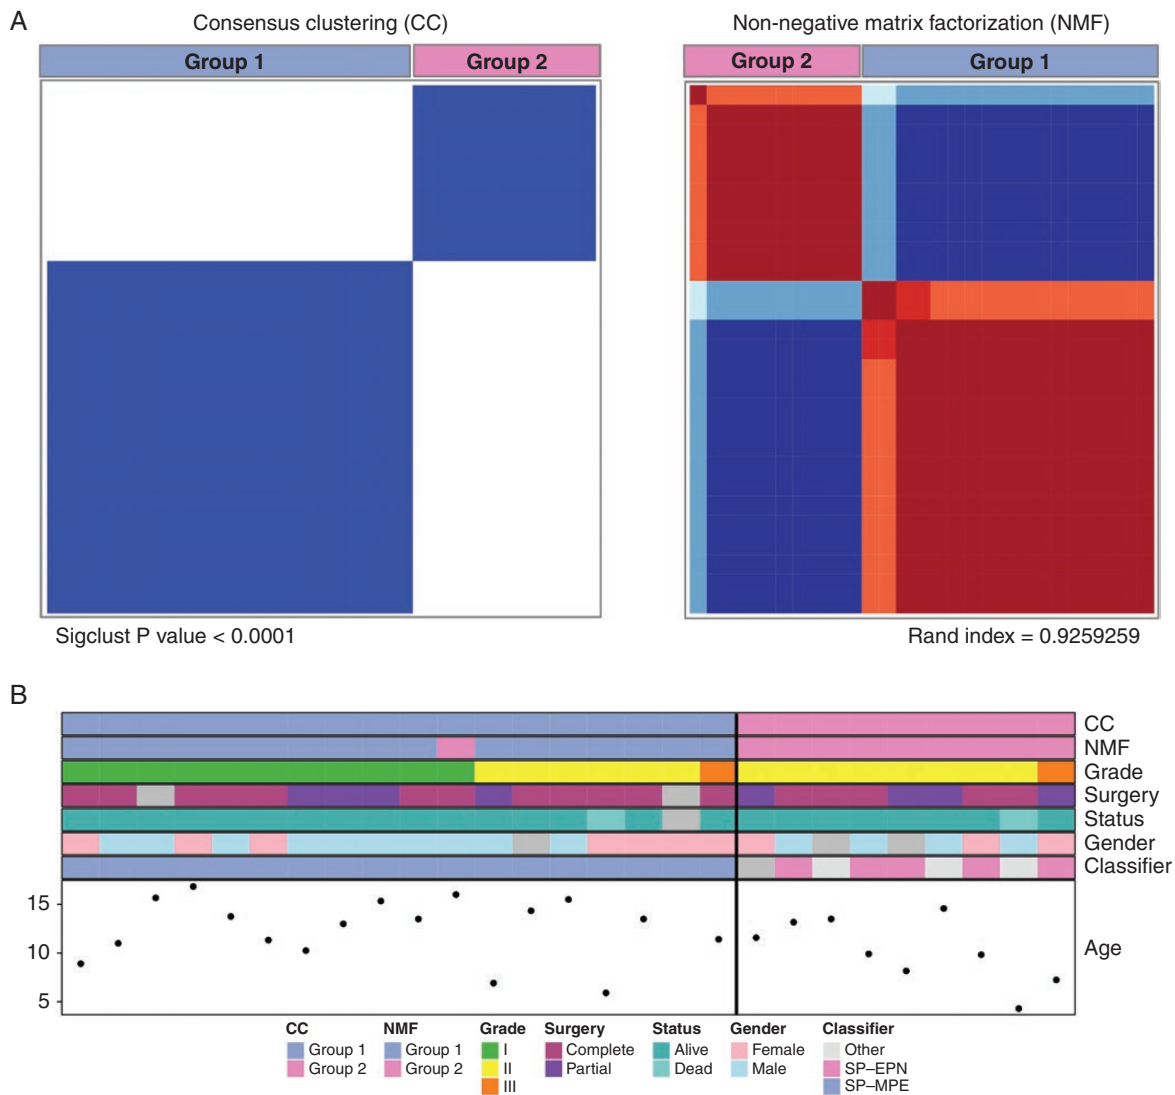 A
Consensus clustering (CC)
Non-negative matrix factorization (NMF)
Group 1
Group 2
Group 2
Group 1
Sigclust P value < 0.0001
Rand index = 0.9259259
B
CC
NMF
Grade
Surgery
Status
Gender
Classifier
15
10
5
Age
CC
Group 1
Group 2
NMF
Group 1
Group 2
Grade
I
II
III
Surgery
Complete
Partial
Status
Alive
Dead
Gender
Female
Male
Classifier
Other
SP–EPN
SP–MPE